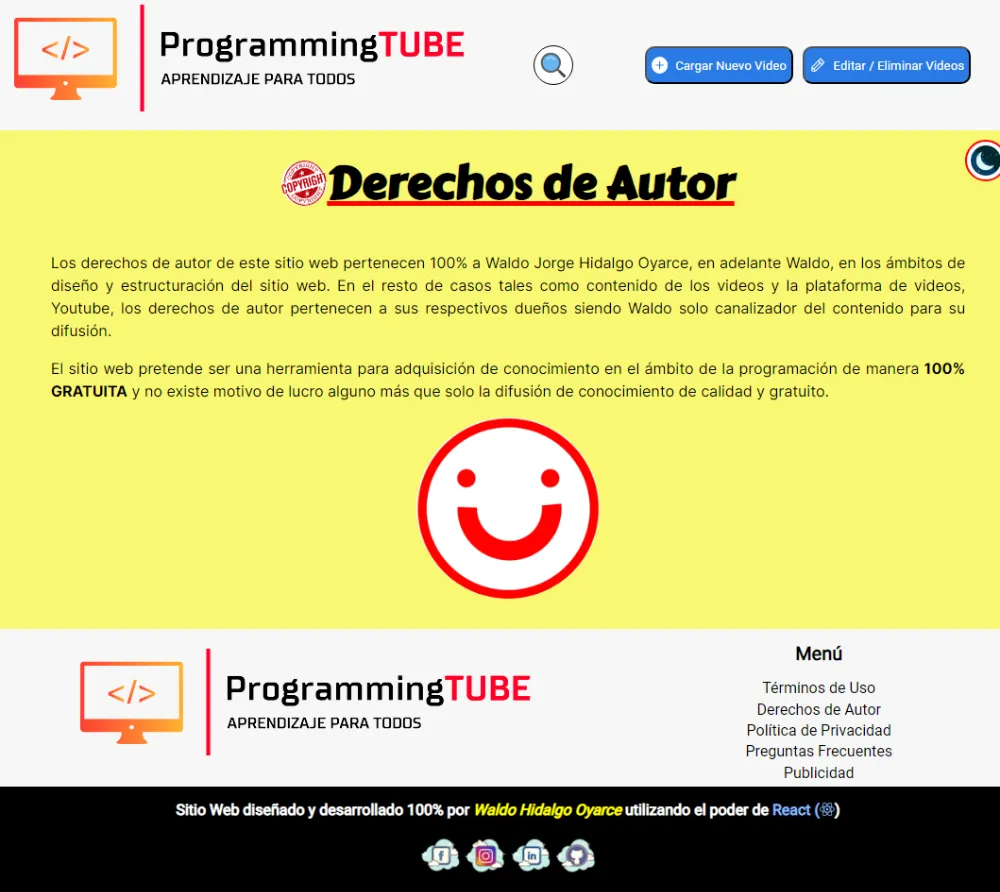 </>
ProgrammingTUBE
APRENDIZAJE PARA TODOS
Cargar Nuevo Video
Editar / Eliminar Videos
COPYRIGHT
Derechos de Autor
Los derechos de autor de este sitio web pertenecen 100% a Waldo Jorge Hidalgo Oyarce, en adelante Waldo, en los ámbitos de
diseño y estructuración del sitio web. En el resto de casos tales como contenido de los videos y la plataforma de videos,
Youtube, los derechos de autor pertenecen a sus respectivos dueños siendo Waldo solo canalizador del contenido para su
difusión.
El sitio web pretende ser una herramienta para adquisición de conocimiento en el ámbito de la programación de manera 100%
GRATUITA y no existe motivo de lucro alguno más que solo la difusión de conocimiento de calidad y gratuito.
</>
ProgrammingTUBE
APRENDIZAJE PARA TODOS
Menú
Términos de Uso
Derechos de Autor
Política de Privacidad
Preguntas Frecuentes
Publicidad
Sitio Web diseñado y desarrollado 100% por Waldo Hidalgo Oyarce utilizando el poder de React (⚛)